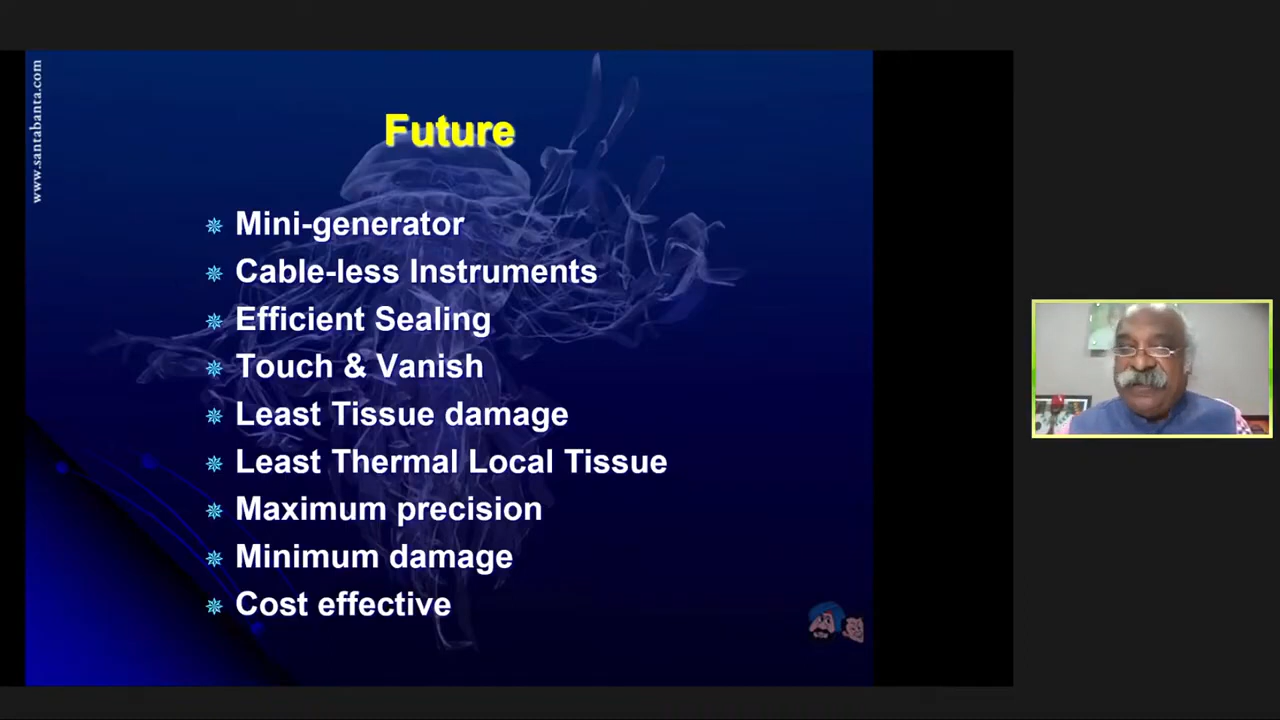 www.santabanta.com
Future
Mini-generator
Cable-less Instruments
Efficient Sealing
Touch & Vanish
Least Tissue damage
Least Thermal Local Tissue
Maximum precision
Minimum damage
Cost effective